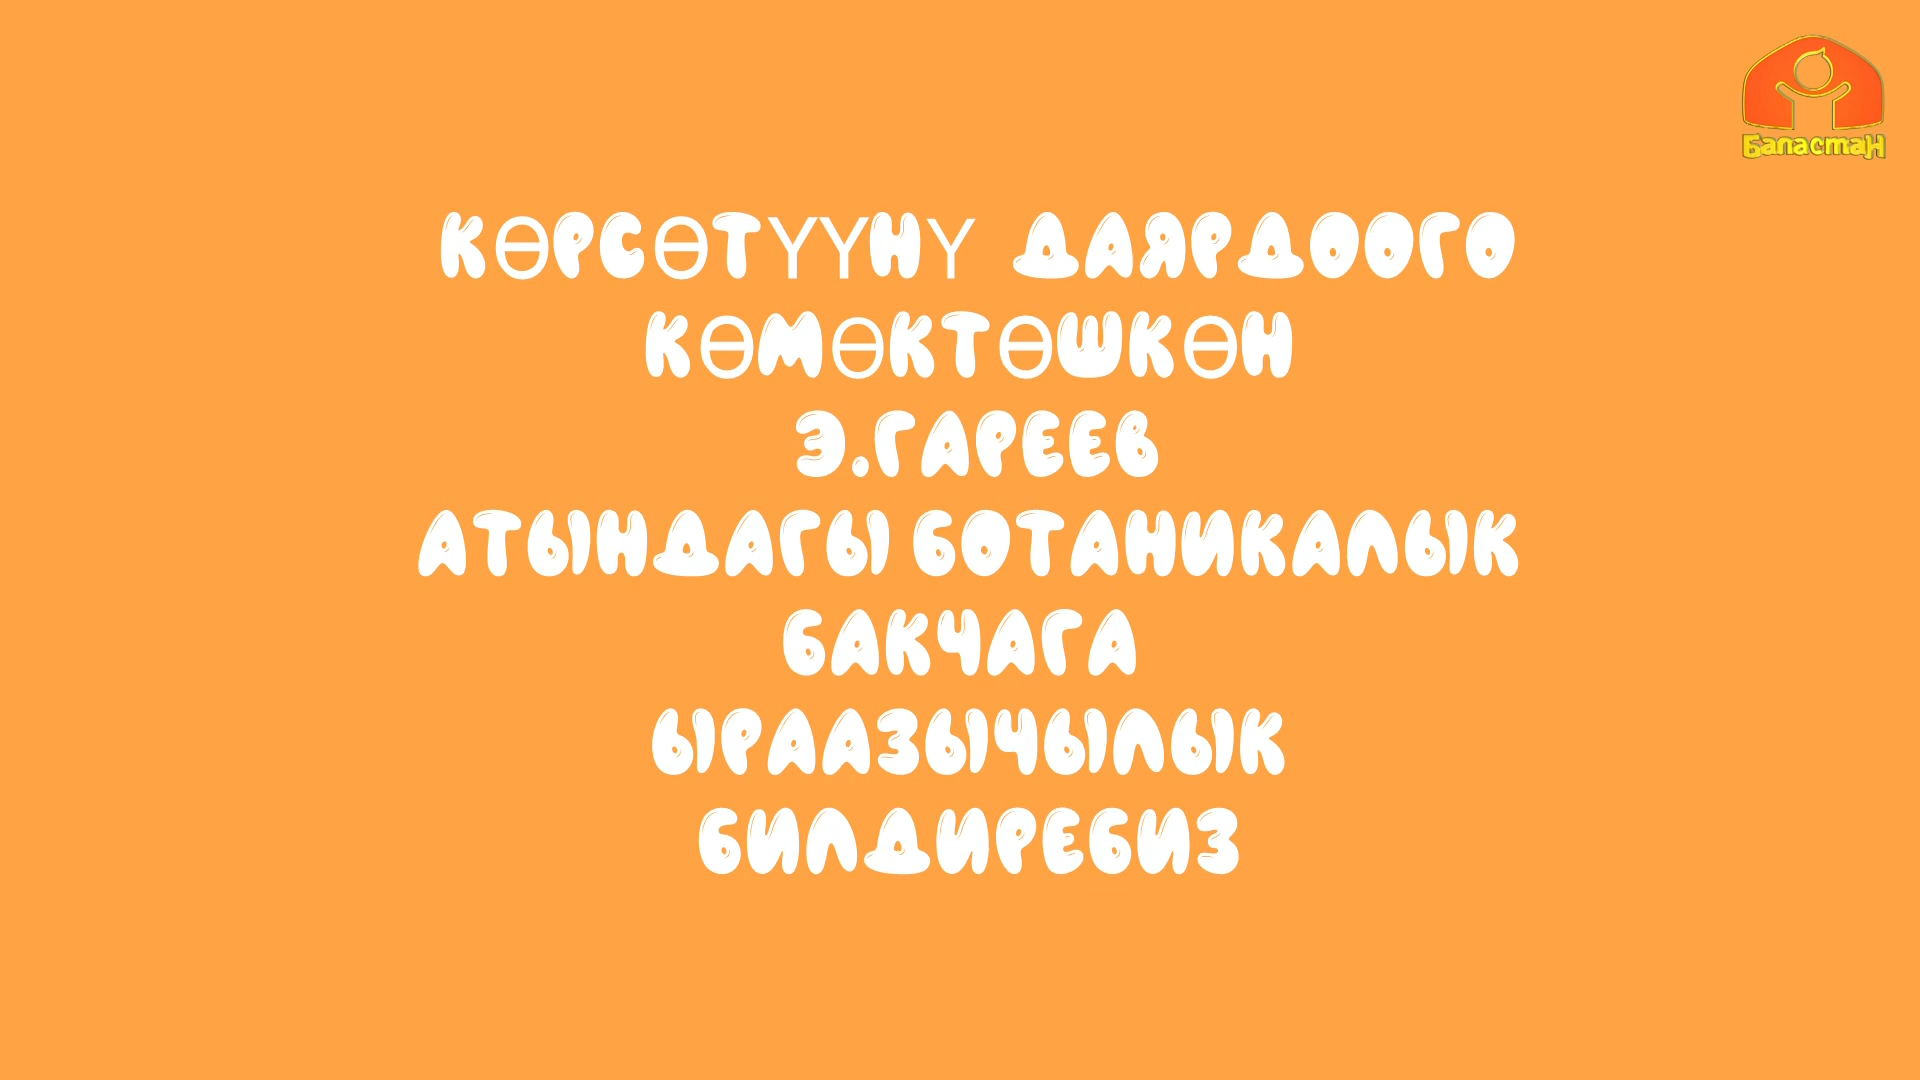 Баластан
КӨРСӨТҮҮНҮ ДАЯРДООГО
КӨМӨКТӨШКӨН
Э.ГАРЕЕВ
АТЫНДАГЫ БОТАНИКАЛЫК
БАКЧАГА
ЫРААЗЫЧЫЛЫК
БИЛДИРЕБИЗ